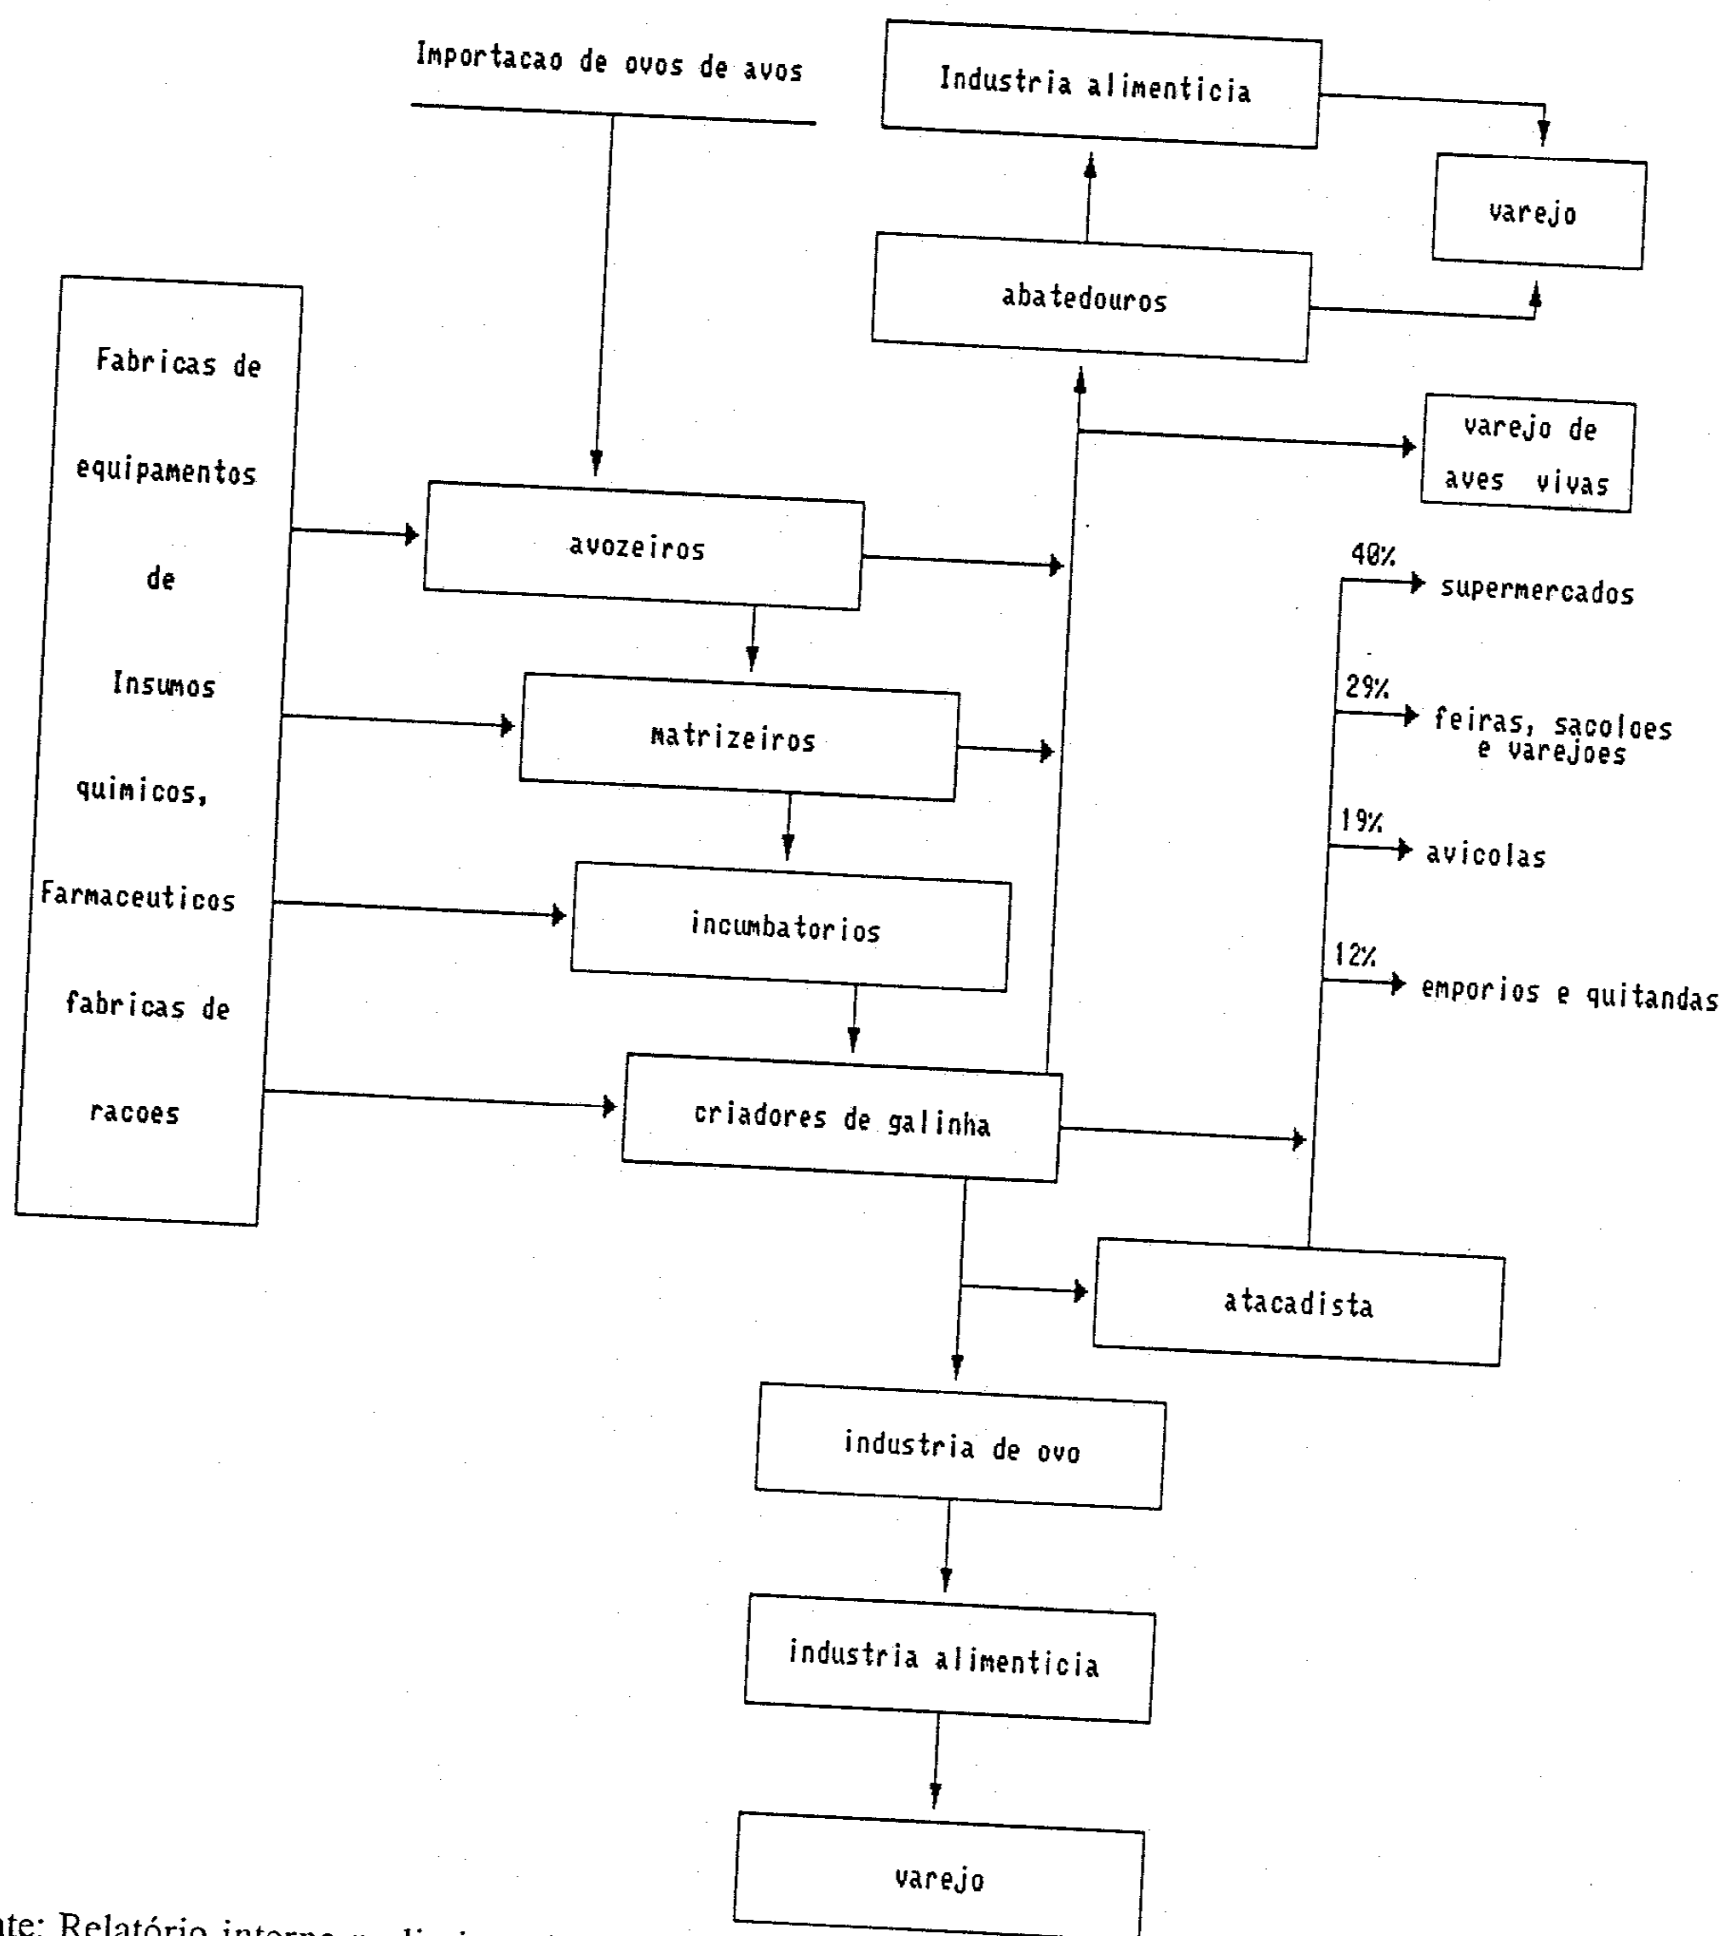 Importacao de ovos de avos
Industria alimenticia
varejo
abatedouros
varejo de
aves vivas
Fabricas de
equipamentos
de
Insumos
quimicos,
Farmaceuticos
fabricas de
racoes
avozeiros
matrizeiros
incumbatorios
criadores de galinha
40%
supermercados
29%
feiras, sacoloes
e varejoes
19%
avicolas
12%
emporios e quitandas
atacadista
industria de ovo
industria alimenticia
varejo
Relatório